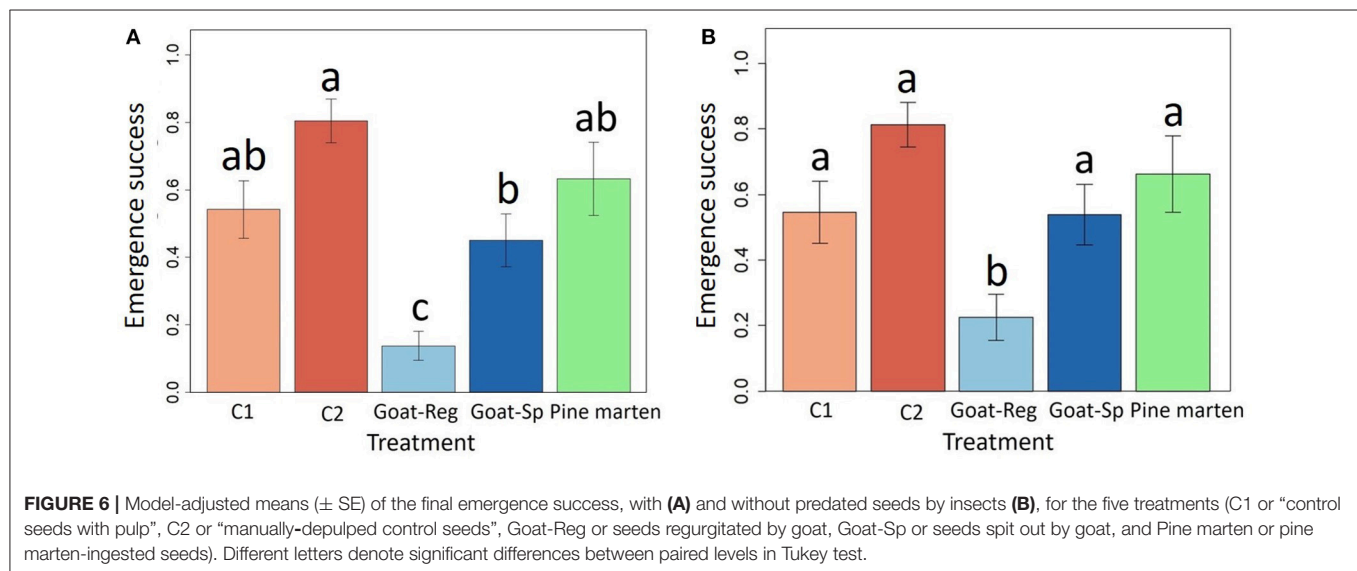 A
Emergence success
1.0
0.8
0.6
0.4
0.2
0.0
ab
a
c
b
ab
C1 C2 Goat-Reg Goat-Sp Pine marten
Treatment
B
Emergence success
1.0
0.8
0.6
0.4
0.2
0.0
a
a
b
a
a
C1 C2 Goat-Reg Goat-Sp Pine marten
Treatment
FIGURE 6 | Model-adjusted means (± SE) of the final emergence success, with (A) and without predated seeds by insects (B), for the five treatments (C1 or “control
seeds with pulp”, C2 or “manually-depulped control seeds”, Goat-Reg or seeds regurgitated by goat, Goat-Sp or seeds spit out by goat, and Pine marten or pine
marten-ingested seeds). Different letters denote significant differences between paired levels in Tukey test.